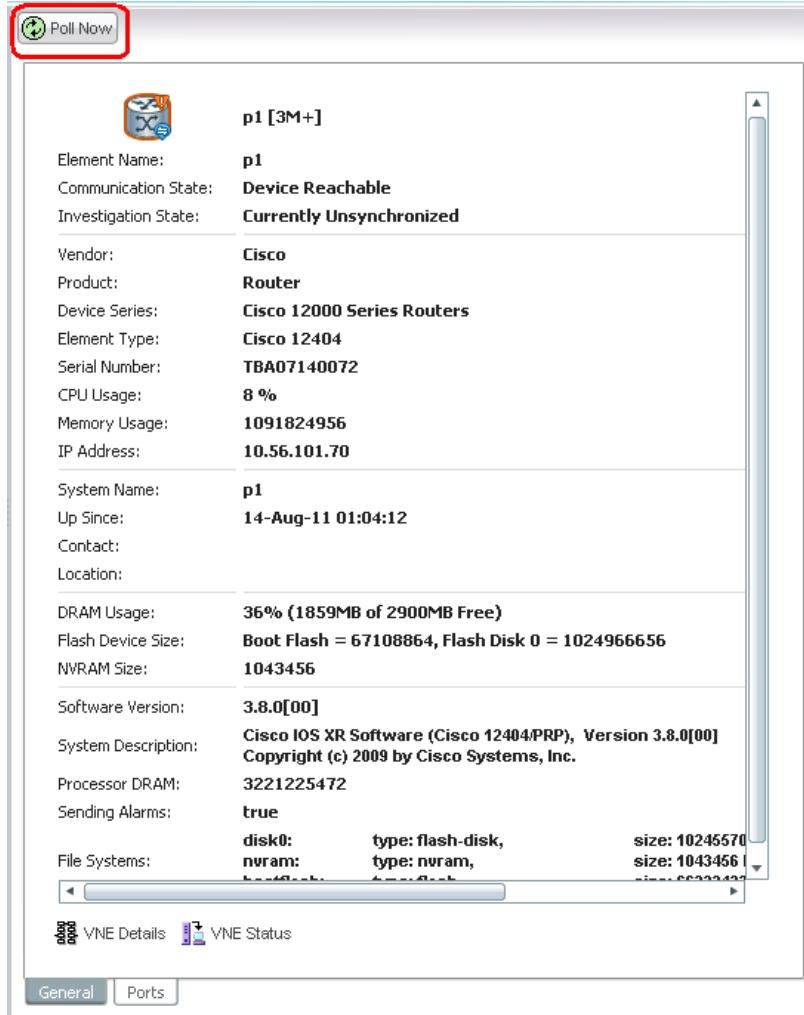 Poll Now
p1 [3M+]
Element Name: p1
Communication State: Device Reachable
Investigation State: Currently Unsynchronized
Vendor: Cisco
Product: Router
Device Series: Cisco 12000 Series Routers
Element Type: Cisco 12404
Serial Number: TBA07140072
CPU Usage: 8 %
Memory Usage: 1091824956
IP Address: 10.56.101.70
System Name: p1
Up Since: 14-Aug-11 01:04:12
Contact:
Location:
DRAM Usage: 36% (1859MB of 2900MB Free)
Flash Device Size: Boot Flash = 67108864, Flash Disk 0 = 1024966656
NVRAM Size: 1043456
Software Version: 3.8.0[00]
System Description: Cisco IOS XR Software (Cisco 12404/PRP), Version 3.8.0[00]
Copyright (c) 2009 by Cisco Systems, Inc.
Processor DRAM: 3221225472
Sending Alarms: true
disk0: type: flash-disk, size: 10245570
File Systems: nvram: type: nvram, size: 1043456
VNE Details VNE Status
General Ports